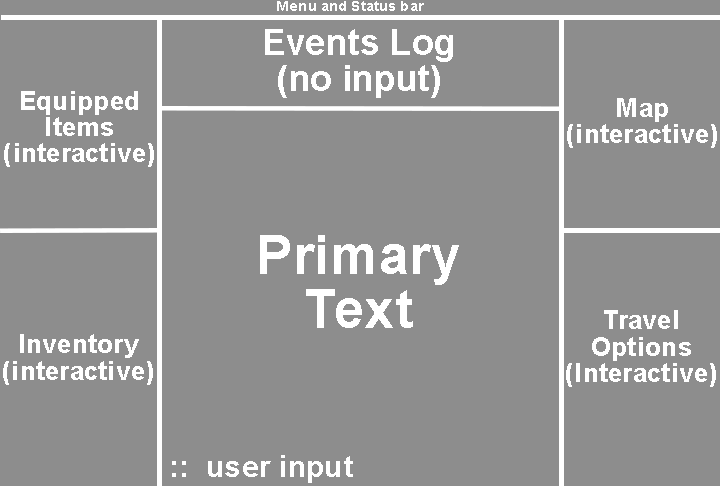 Menu and Status bar
Events Log
(no input)
Equipped
Items
(interactive)
Map
(interactive)
Primary
Text
Inventory
(interactive)
Travel
Options
(Interactive)
:: user input